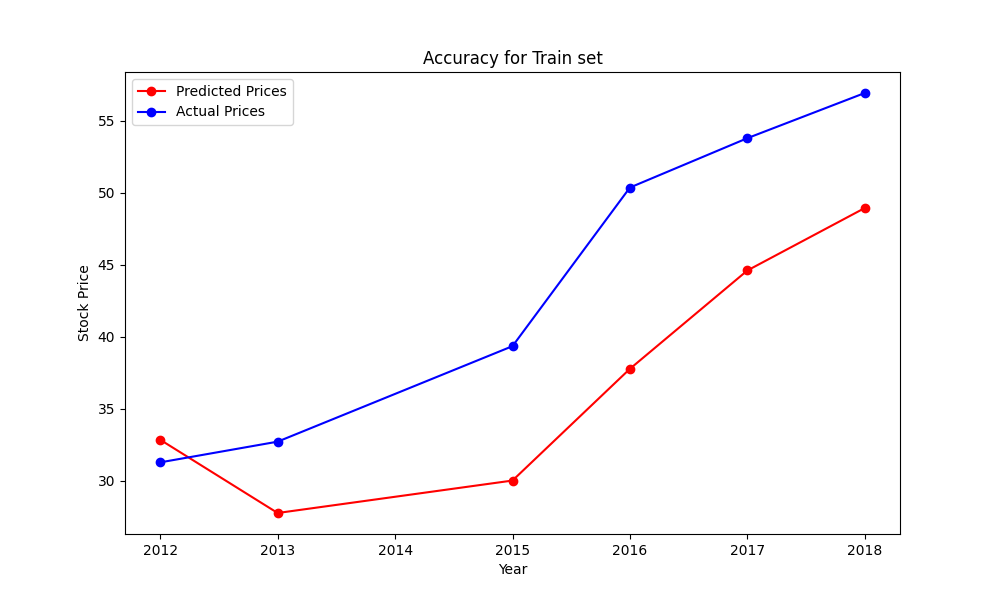 Accuracy for Train set
Predicted Prices
Actual Prices
55
50
45
40
35
30
Stock Price
2012 2013 2014 2015 2016 2017 2018
Year